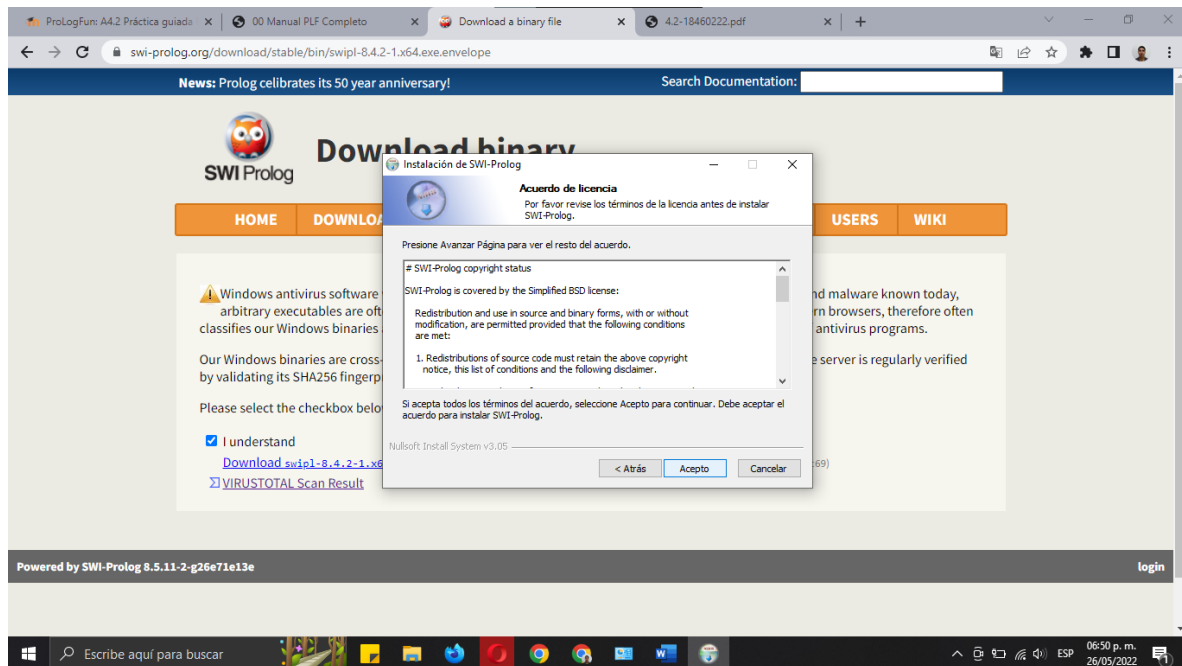 ProLogFun: A4.2 Práctica guiada
00 Manual PLF Completo
Download a binary file
4.2-18460222.pdf
swi-prolog.org/download/stable/bin/swipl-8.4.2-1.x64.exe.envelope
News: Prolog celibrates its 50 year anniversary!
Search Documentation:
SWI Prolog
Download binary
HOME
DOWNLOA
USERS
WIKI
Instalación de SWI-Prolog
Acuerdo de licencia
Por favor revise los términos de la licencia antes de instalar
SWI-Prolog.
Presione Avanzar Página para ver el resto del acuerdo.
# SWI-Prolog copyright status
SWI-Prolog is covered by the Simplified BSD license:
Redistribution and use in source and binary forms, with or without
modification, are permitted provided that the following conditions
are met:
1. Redistributions of source code must retain the above copyright
notice, this list of conditions and the following disclaimer.
Si acepta todos los términos del acuerdo, seleccione Acepto para continuar. Debe aceptar el
acuerdo para instalar SWI-Prolog.
Nullsoft Install System v3.05
< Atrás
Acepto
Cancelar
Windows antivirus software nd malware known today,
arbitrary executables are oft rn browsers, therefore often
classifies our Windows binaries antivirus programs.
Our Windows binaries are cross- e server is regularly verified
by validating its SHA256 fingerp
Please select the checkbox belo
I understand
Download swipl-8.4.2-1.x6 :69)
VIRUSTOTAL Scan Result
Powered by SWI-Prolog 8.5.11-2-g26e71e13e
login
Escribe aquí para buscar
ESP
06:50 p. m.
26/05/2022